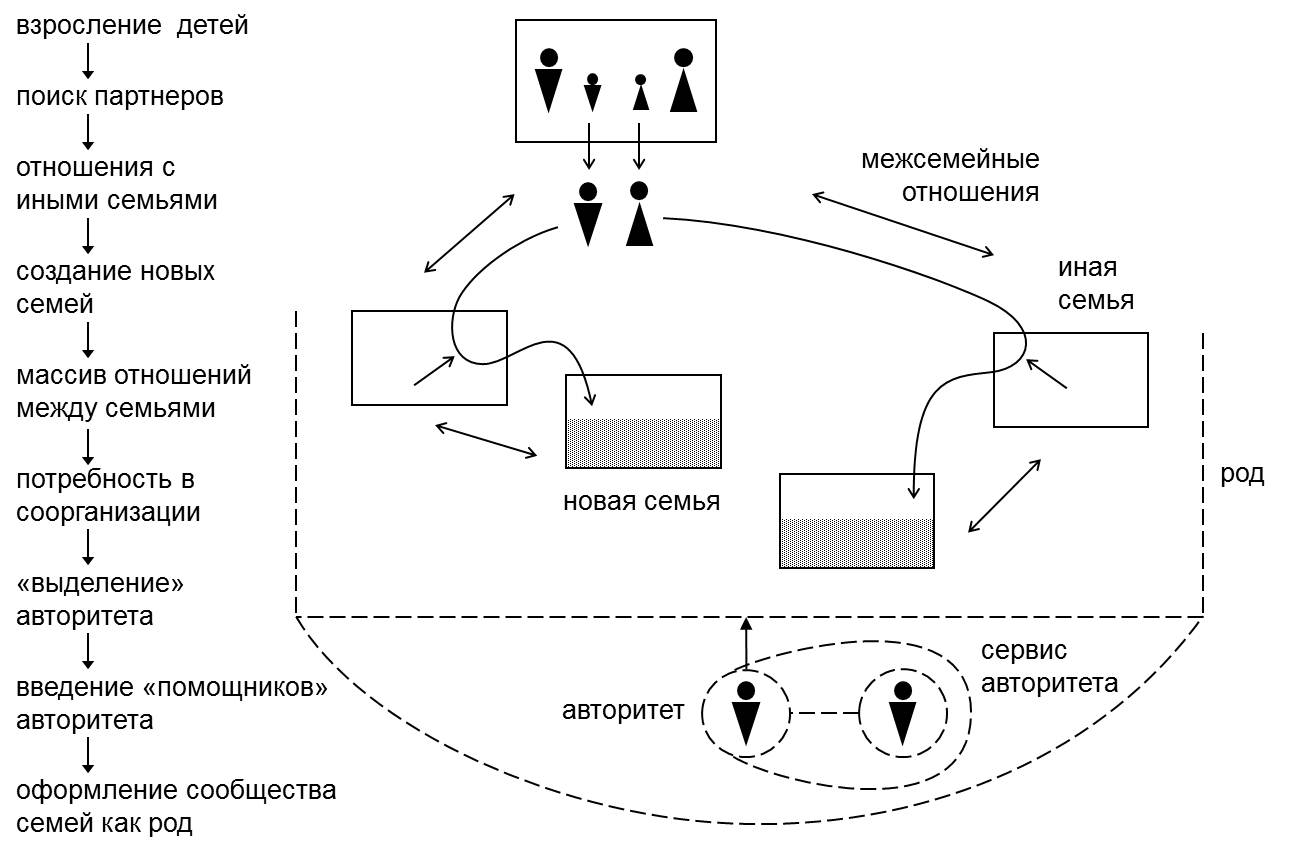 взросление детей
поиск партнеров
отношения с
иными семьями
создание новых
семей
массив отношений
между семьями
потребность в
соорганизации
«выделение»
авторитета
введение «помощников»
авторитета
оформление сообщества
семей как род
межсемейные
отношения
иная
семья
новая семья
род
авторитет
сервис
авторитета